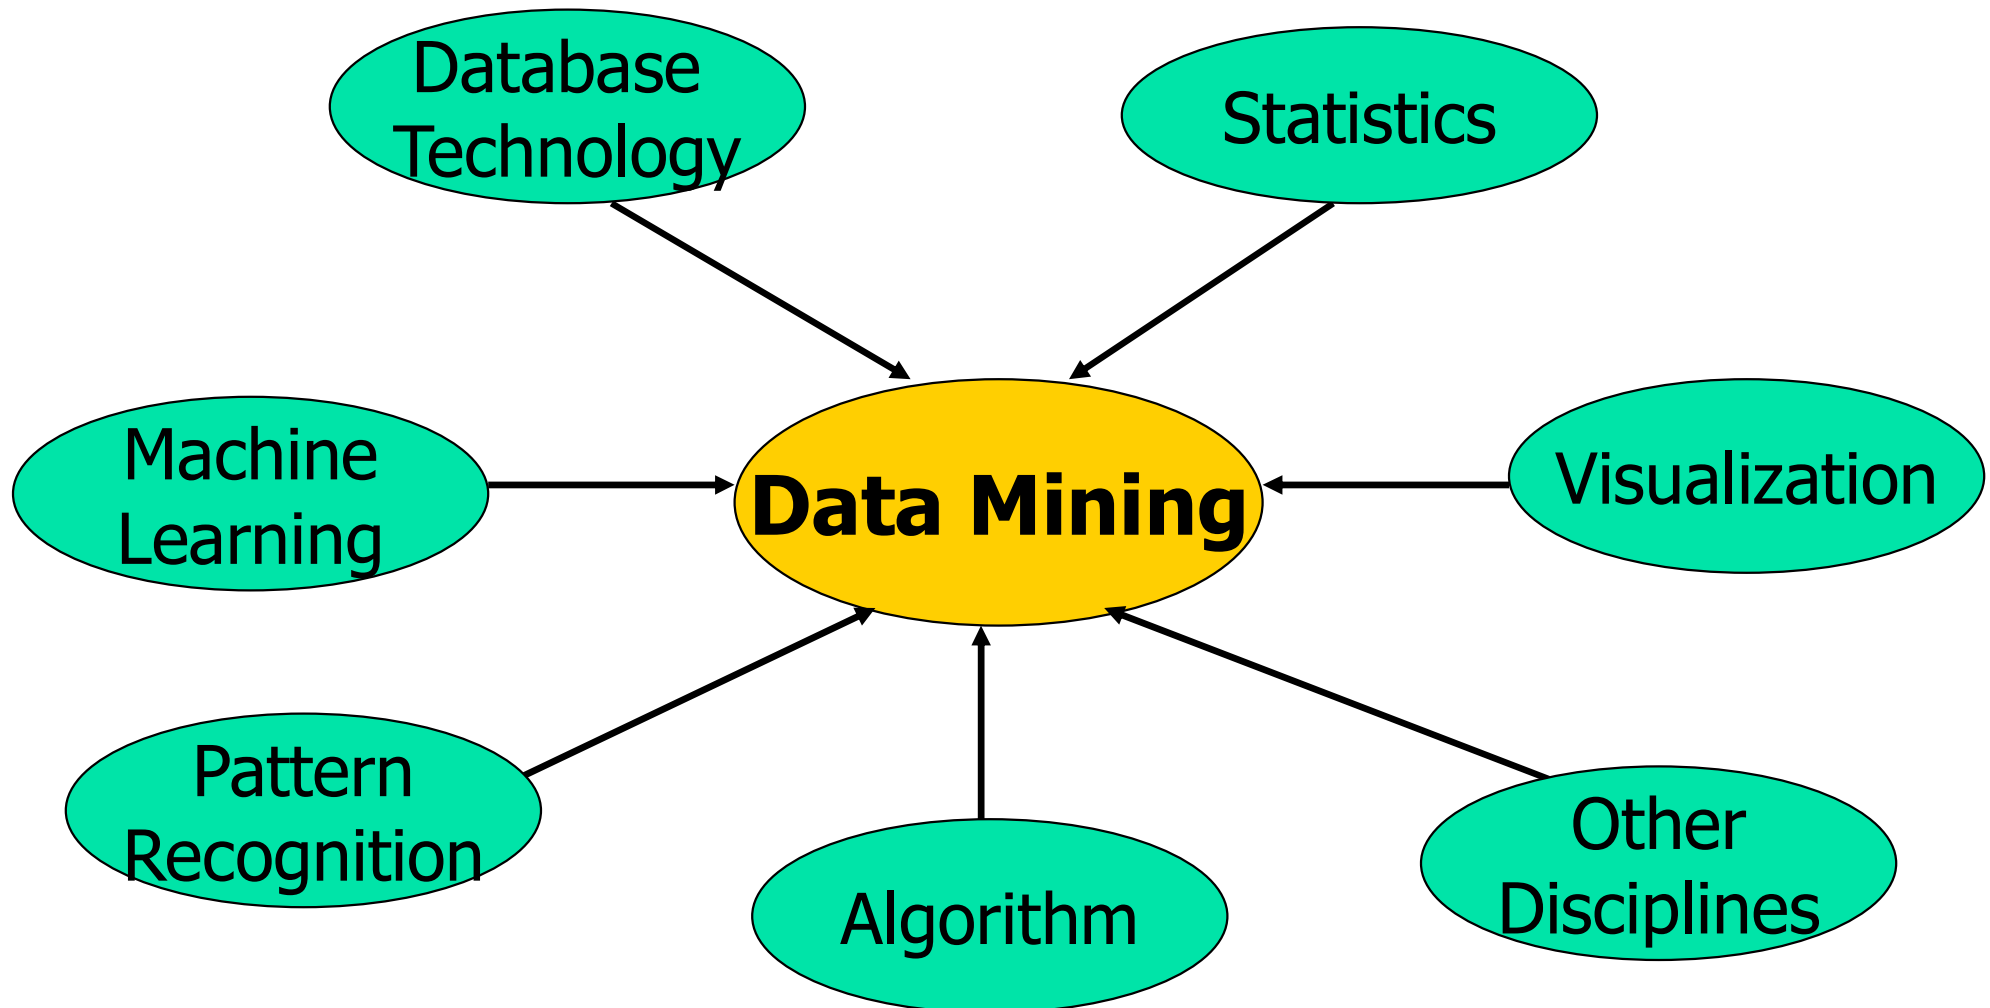 Database
Technology
Statistics
Machine
Learning
Data Mining
Visualization
Pattern
Recognition
Algorithm
Other
Disciplines